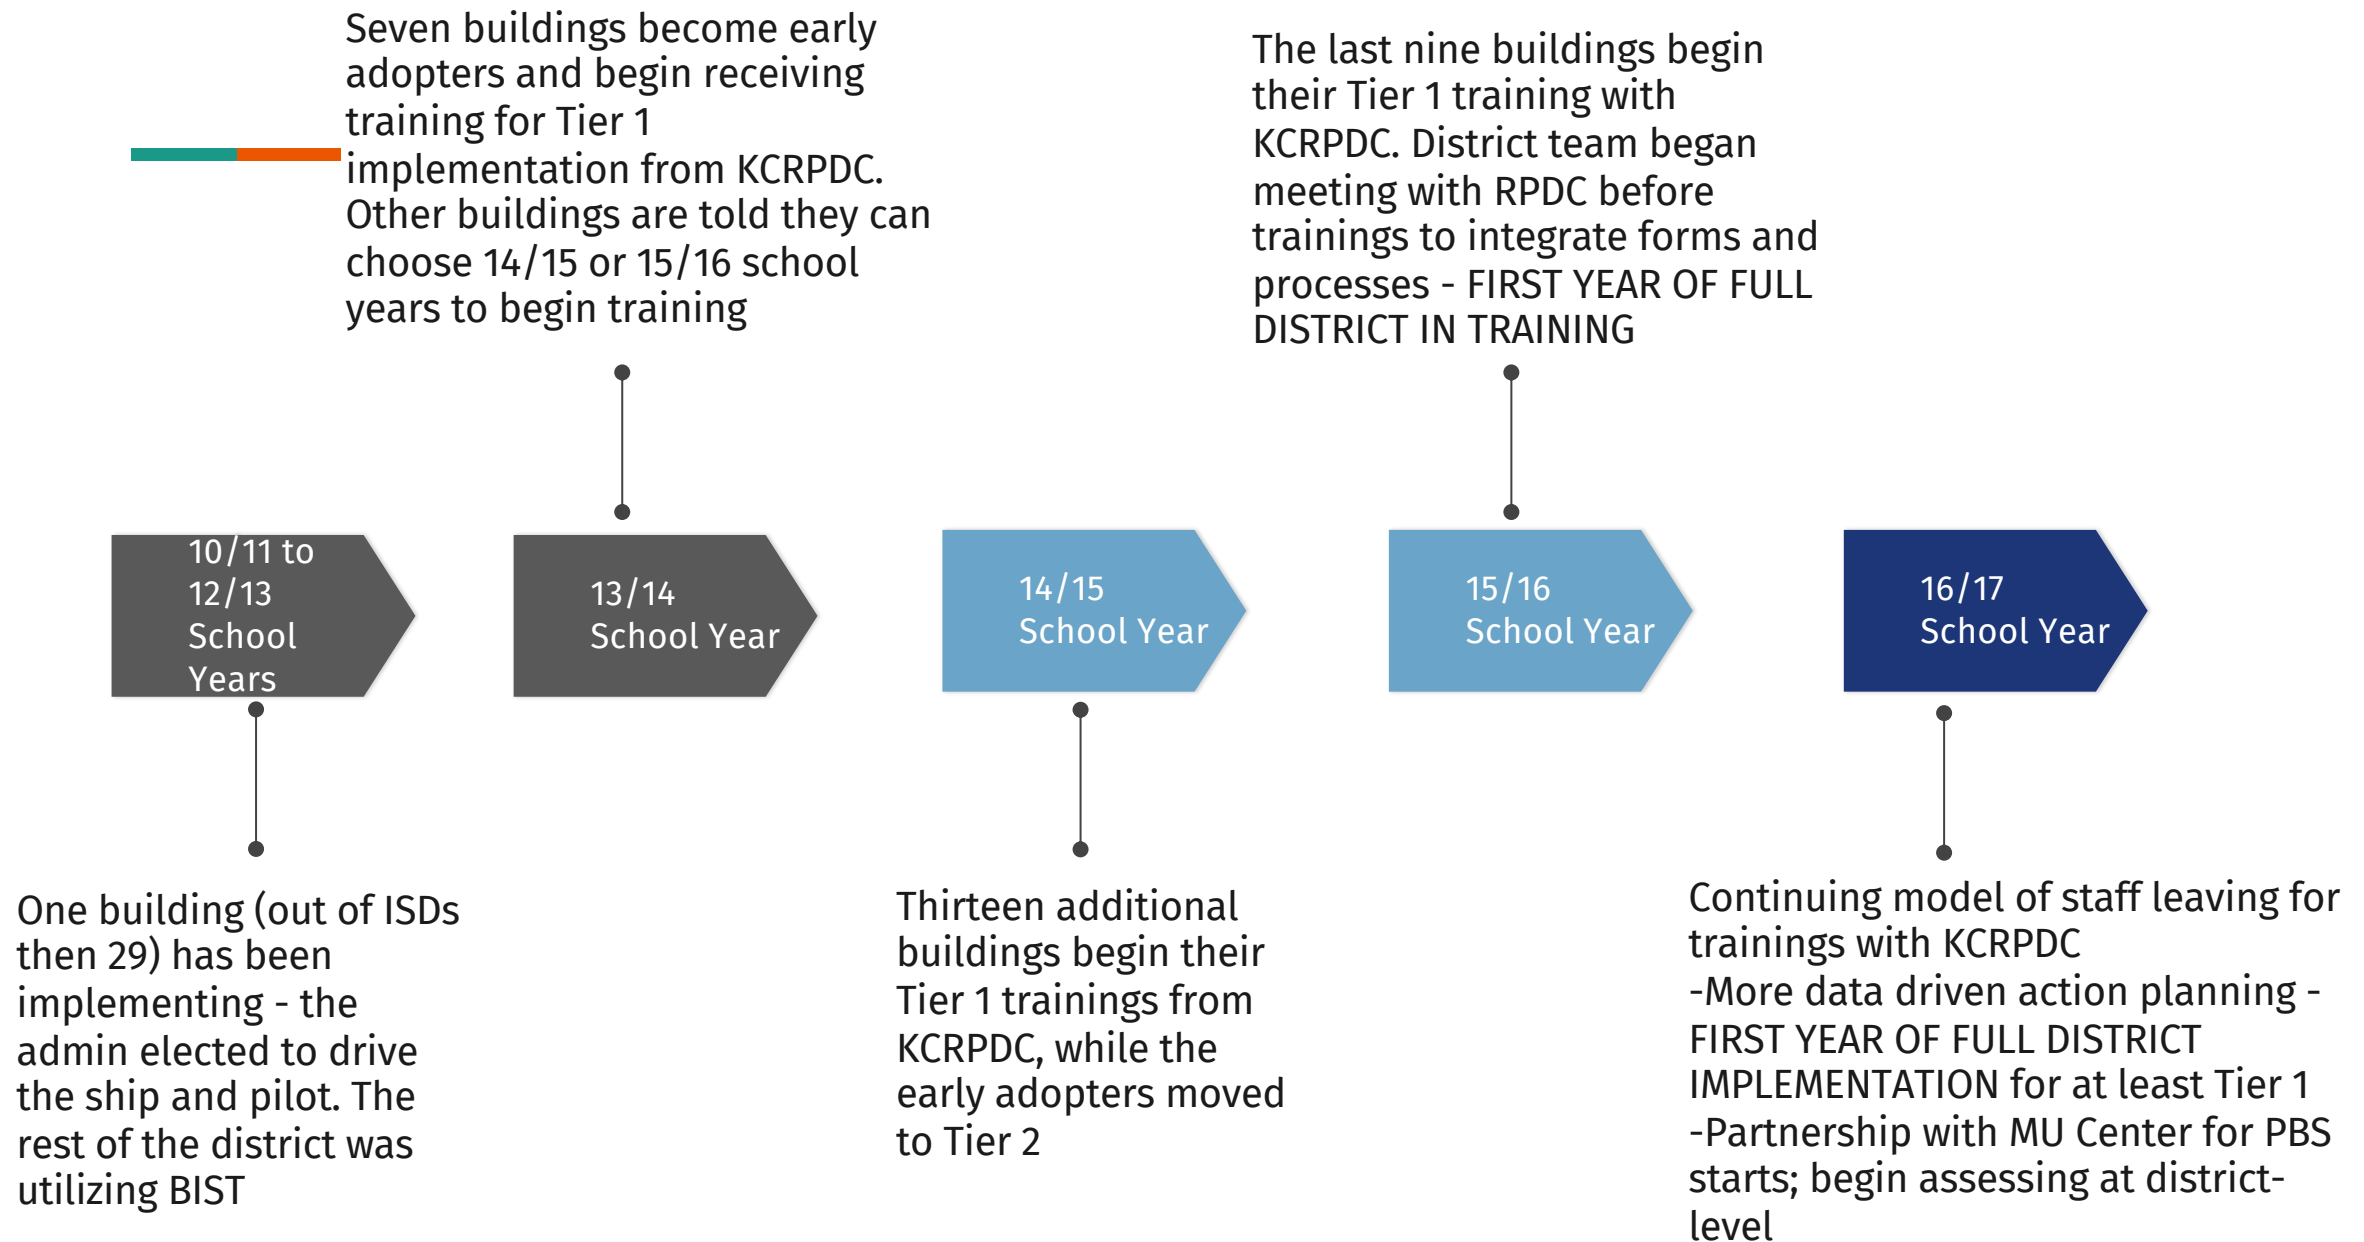 Seven buildings become early
adopters and begin receiving
training for Tier 1
implementation from KCRPDC.
Other buildings are told they can
choose 14/15 or 15/16 school
years to begin training
The last nine buildings begin
their Tier 1 training with
KCRPDC. District team began
meeting with RPDC before
trainings to integrate forms and
processes - FIRST YEAR OF FULL
DISTRICT IN TRAINING
10/11 to
12/13
School
Years
13/14
School Year
14/15
School Year
15/16
School Year
16/17
School Year
One building (out of ISDs
then 29) has been
implementing - the
admin elected to drive
the ship and pilot. The
rest of the district was
utilizing BIST
Thirteen additional
buildings begin their
Tier 1 trainings from
KCRPDC, while the
early adopters moved
to Tier 2
Continuing model of staff leaving for
trainings with KCRPDC
-More data driven action planning -
FIRST YEAR OF FULL DISTRICT
IMPLEMENTATION for at least Tier 1
-Partnership with MU Center for PBS
starts; begin assessing at district-
level